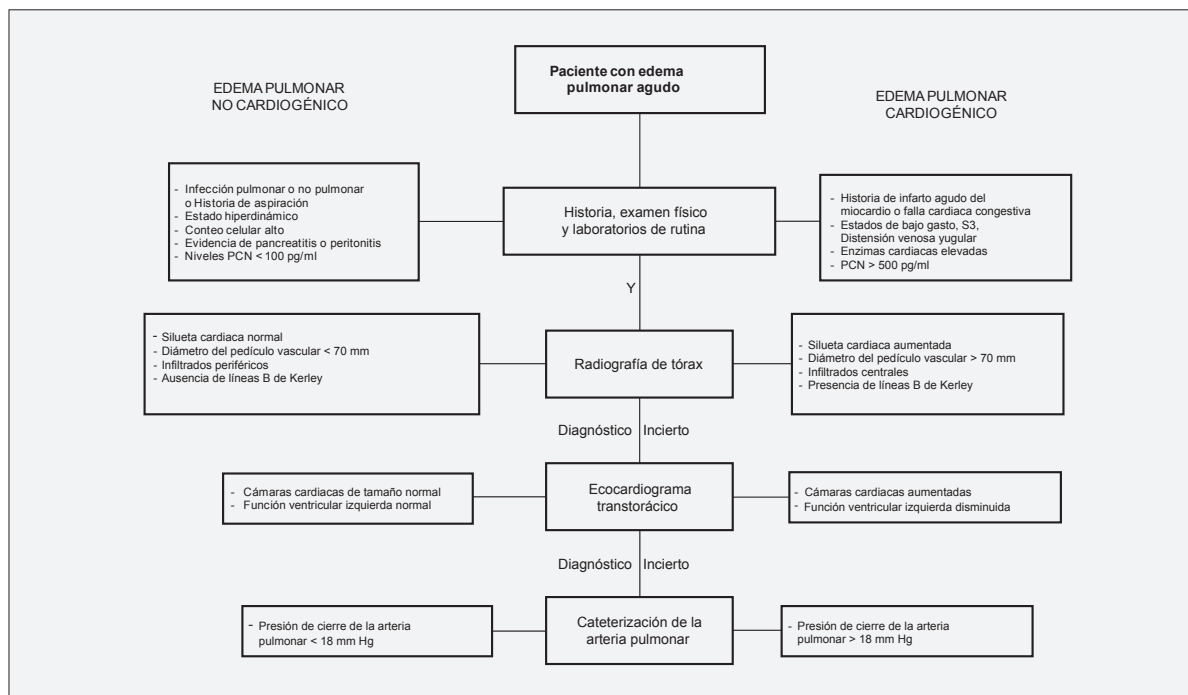 Paciente con edema
pulmonar agudo
EDEMA PULMONAR
NO CARDIOGÉNICO
EDEMA PULMONAR
CARDIOGÉNICO
- Infección pulmonar o no pulmonar
o Historia de aspiración
- Estado hiperdinámico
- Conteo celular alto
- Evidencia de pancreatitis o peritonitis
- Niveles PCN < 100 pg/ml
Historia, examen físico
y laboratorios de rutina
- Historia de infarto agudo del
miocardio o falla cardiaca congestiva
- Estados de bajo gasto, S3,
Distensión venosa yugular
- Enzimas cardiacas elevadas
- PCN > 500 pg/ml
Y
- Silueta cardiaca normal
- Diámetro del pedículo vascular < 70 mm
- Infiltrados periféricos
- Ausencia de líneas B de Kerley
Radiografía de tórax
- Silueta cardiaca aumentada
- Diámetro del pedículo vascular > 70 mm
- Infiltrados centrales
- Presencia de líneas B de Kerley
Diagnóstico Incierto
- Cámaras cardiacas de tamaño normal
- Función ventricular izquierda normal
Ecocardiograma
transtorácico
- Cámaras cardiacas aumentadas
- Función ventricular izquierda disminuida
Diagnóstico Incierto
- Presión de cierre de la arteria
pulmonar < 18 mm Hg
Cateterización de la
arteria pulmonar
- Presión de cierre de la arteria
pulmonar > 18 mm Hg